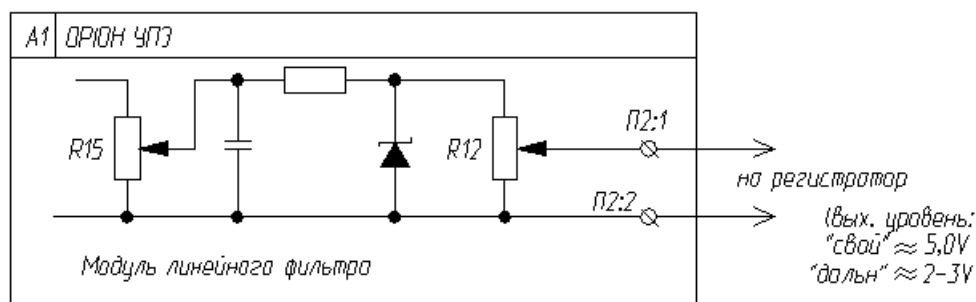 А1 ОРІОН УПЗ
R15
R12
П2:1
П2:2
на регистратор
(вых. уровень:
"свой" ≈ 5,0V
"дальн" ≈ 2-3V
Модуль линейного фильтра